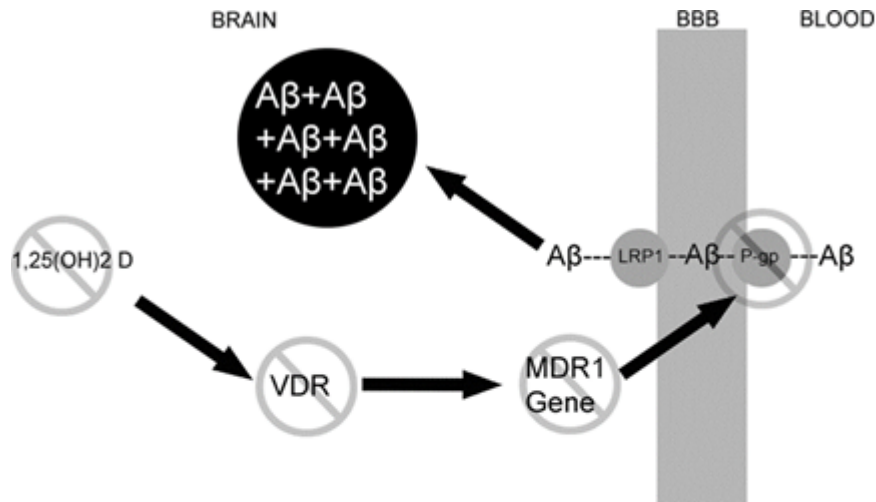 BRAIN BBB BLOOD
Aβ+Aβ
+Aβ+Aβ
+Aβ+Aβ
1,25(OH)2 D
Aβ---LRP1--Aβ--P-gp---Aβ
VDR
MDR1
Gene